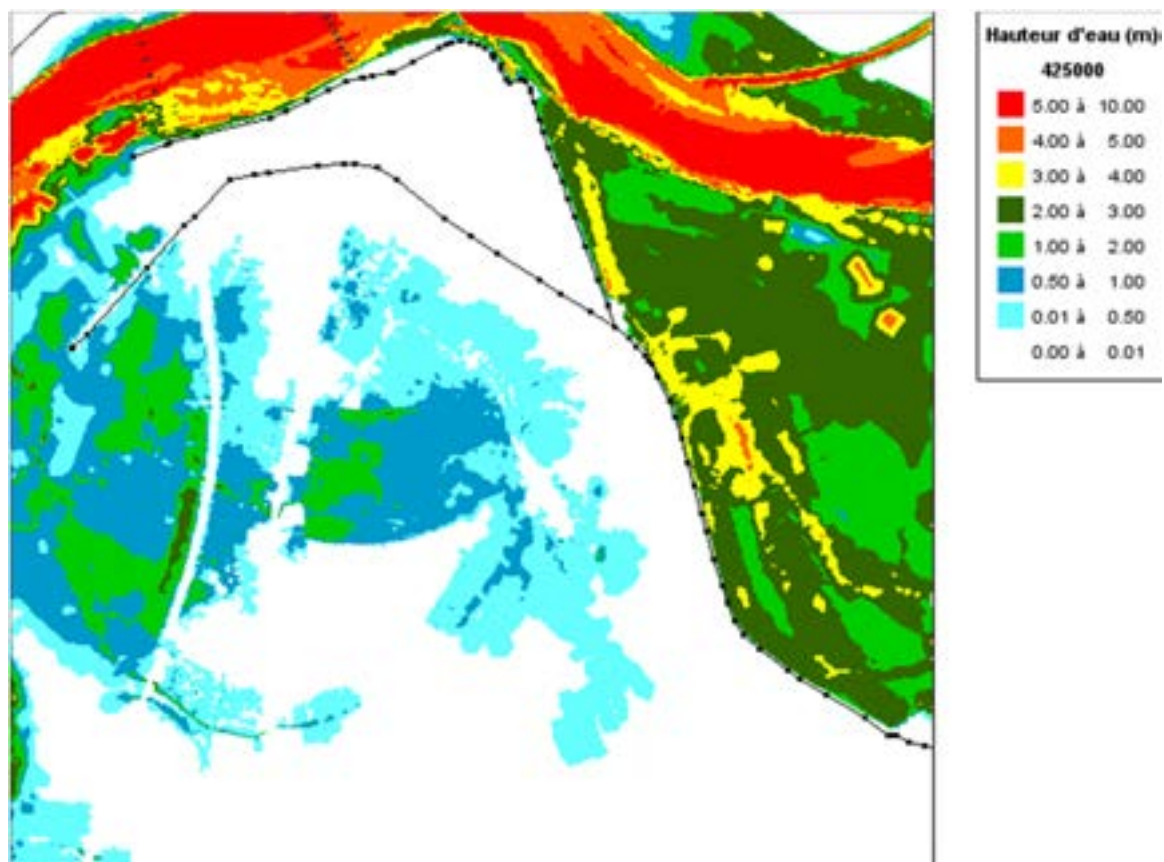 Hauteur d'eau (m)
425000
5.00 à 10.00
4.00 à 5.00
3.00 à 4.00
2.00 à 3.00
1.00 à 2.00
0.50 à 1.00
0.01 à 0.50
0.00 à 0.01